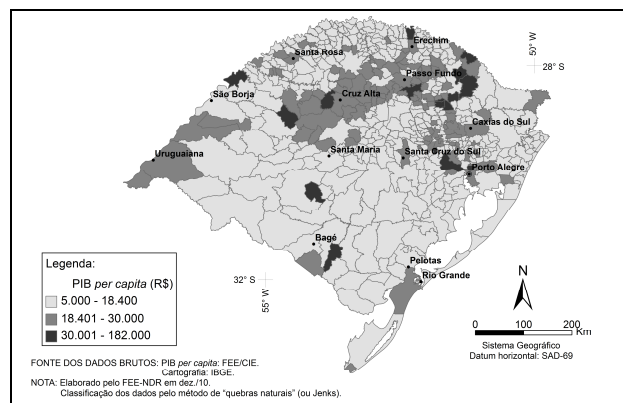 Erechim
Santa Rosa
50° W
28° S
Passo Fundo
São Borja
Cruz Alta
Caxias do Sul
Uruguaiana
Santa Maria
Santa Cruz do Sul
Porto Alegre
Bagé
Pelotas
Rio Grande
32° S
55° W
Legenda:
PIB per capita (R$)
5.000 - 18.400
18.401 - 30.000
30.001 - 182.000
N
0 100 200
Km
Sistema Geográfico
Datum horizontal: SAD-69
FONTE DOS DADOS BRUTOS: PIB per capita: FEE/CIE.
Cartografia: IBGE.
NOTA: Elaborado pelo FEE-NDR em dez./10.
Classificação dos dados pelo método de “quebras naturais” (ou Jenks).